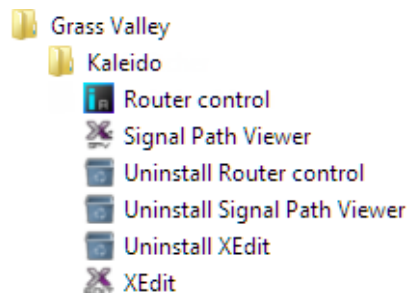 Grass Valley
Kaleido
Router control
Signal Path Viewer
Uninstall Router control
Uninstall Signal Path Viewer
Uninstall XEdit
XEdit